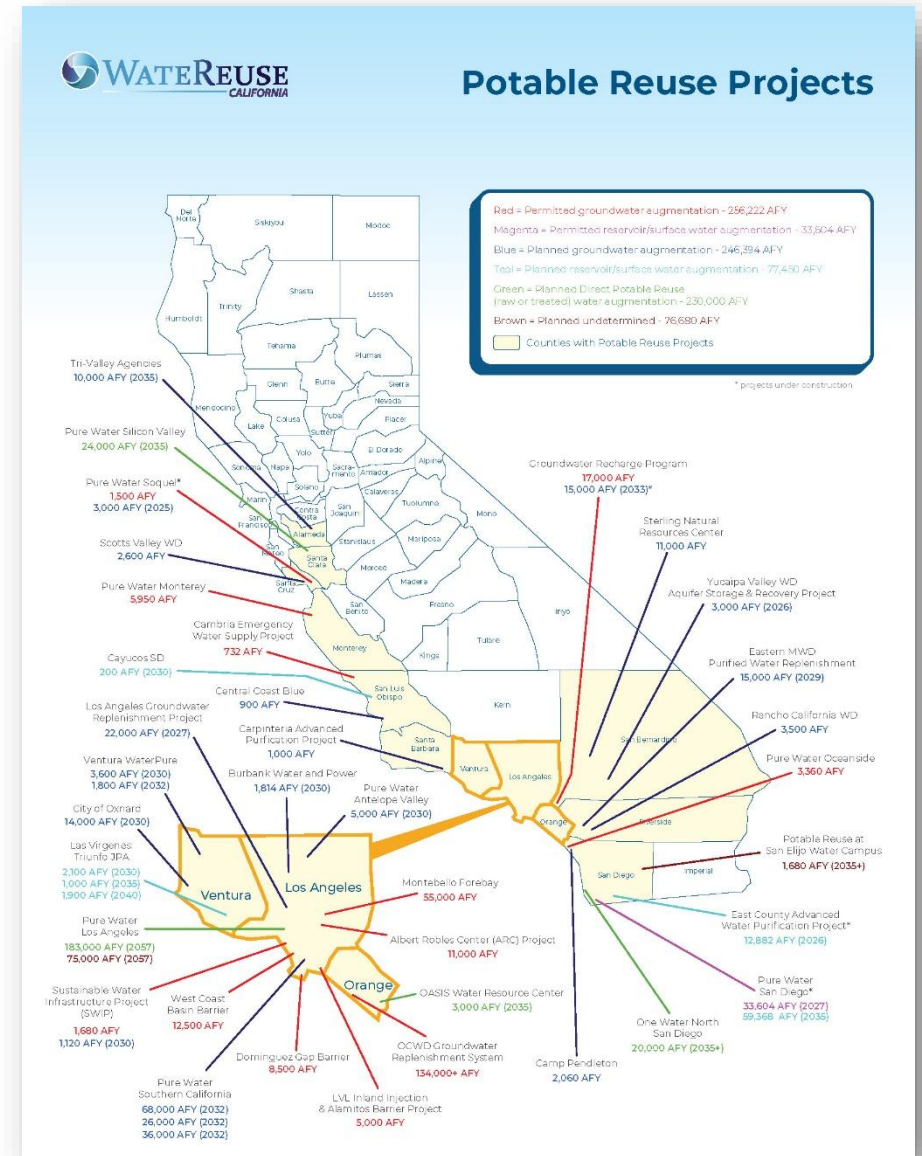 WATEREUSE
CALIFORNIA
Potable Reuse Projects
Red = Permitted groundwater augmentation - 256,222 AFY
Magenta = Permitted reservoir/surface water augmentation - 33,604 AFY
Blue = Planned groundwater augmentation - 246,394 AFY
Teal = Planned reservoir/surface water augmentation - 77,450 AFY
Green = Planned Direct Potable Reuse
(raw or treated) water augmentation - 230,000 AFY
Brown = Planned undetermined - 76,680 AFY
Counties with Potable Reuse Projects
* projects under construction
Del
Norte
Siskiyou
Modoc
Humboldt
Trinity
Shasta
Lassen
Tehama
Plumas
Mendocino
Glenn
Butte
Sierra
Nevada
Lake
Colusa
Sutter
Yuba
Placer
Sonoma
Napa
Yolo
El Dorado
Alpine
Sacra-
mento
Amador
Solano
Marin
Calaveras
Tuolumne
Mono
San
Francisco
Contra
Costa
San
Joaquin
Alameda
Stanislaus
Mariposa
San
Mateo
Santa
Clara
Merced
Madera
Santa
Cruz
San
Benito
Fresno
Inyo
Monterey
Kings
Tulare
San Luis
Obispo
Kern
Santa
Barbara
Ventura
Los Angeles
San Bernardino
Orange
Riverside
San Diego
Imperial
Tri-Valley Agencies
10,000 AFY (2035)
Pure Water Silicon Valley
24,000 AFY (2035)
Pure Water Soquel*
1,500 AFY
3,000 AFY (2025)
Scotts Valley WD
2,600 AFY
Pure Water Monterey
5,950 AFY
Cambria Emergency
Water Supply Project
732 AFY
Cayucos SD
200 AFY (2030)
Central Coast Blue
900 AFY
Los Angeles Groundwater
Replenishment Project
22,000 AFY (2027)
Carpinteria Advanced
Purification Project
1,000 AFY
Ventura WaterPure
3,600 AFY (2030)
1,800 AFY (2032)
Burbank Water and Power
1,814 AFY (2030)
Pure Water
Antelope Valley
5,000 AFY (2030)
City of Oxnard
14,000 AFY (2030)
Las Virgenes
Triunfo JPA
2,100 AFY (2030)
1,000 AFY (2035)
1,900 AFY (2040)
Pure Water
Los Angeles
183,000 AFY (2057)
75,000 AFY (2057)
Sustainable Water
Infrastructure Project
(SWIP)
1,680 AFY
1,120 AFY (2030)
West Coast
Basin Barrier
12,500 AFY
Pure Water
Southern California
68,000 AFY (2032)
26,000 AFY (2032)
36,000 AFY (2032)
Dominguez Gap Barrier
8,500 AFY
LVL Inland Injection
& Alamitos Barrier Project
5,000 AFY
OCWD Groundwater
Replenishment System
134,000+ AFY
OASIS Water Resource Center
3,000 AFY (2035)
Albert Robles Center (ARC) Project
11,000 AFY
Montebello Forebay
55,000 AFY
Ventura
Los Angeles
Orange
Groundwater Recharge Program
17,000 AFY
15,000 AFY (2033)*
Sterling Natural
Resources Center
11,000 AFY
Yucaipa Valley WD
Aquifer Storage & Recovery Project
3,000 AFY (2026)
Eastern MWD
Purified Water Replenishment
15,000 AFY (2029)
Rancho California WD
3,500 AFY
Pure Water Oceanside
3,360 AFY
Potable Reuse at
San Elijo Water Campus
1,680 AFY (2035+)
East County Advanced
Water Purification Project*
12,882 AFY (2026)
Pure Water
San Diego*
33,604 AFY (2027)
59,368 AFY (2035)
One Water North
San Diego
20,000 AFY (2035+)
Camp Pendleton
2,060 AFY